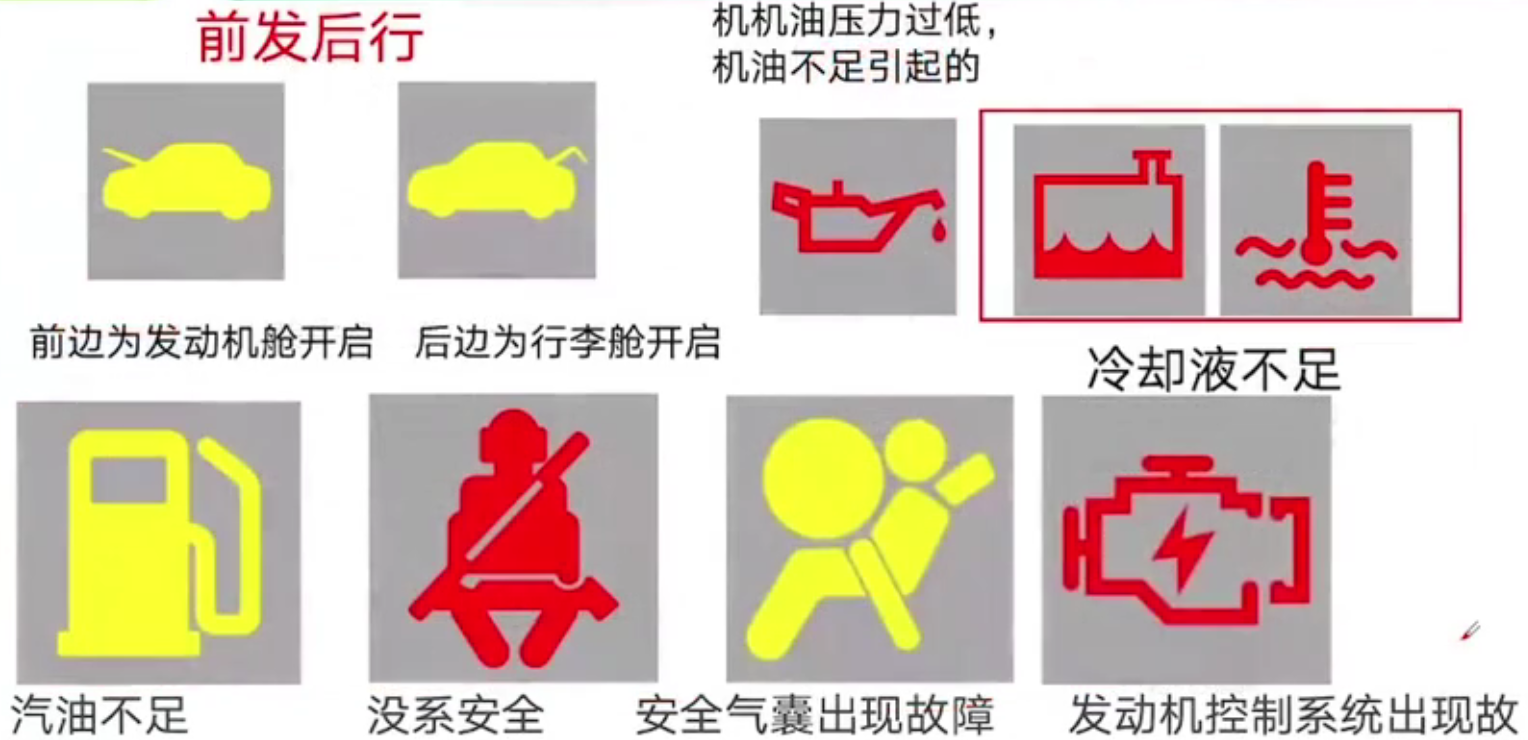 前发后行
机机油压力过低，
机油不足引起的
前边为发动机舱开启
后边为行李舱开启
冷却液不足
汽油不足
没系安全
安全气囊出现故障
发动机控制系统出现故